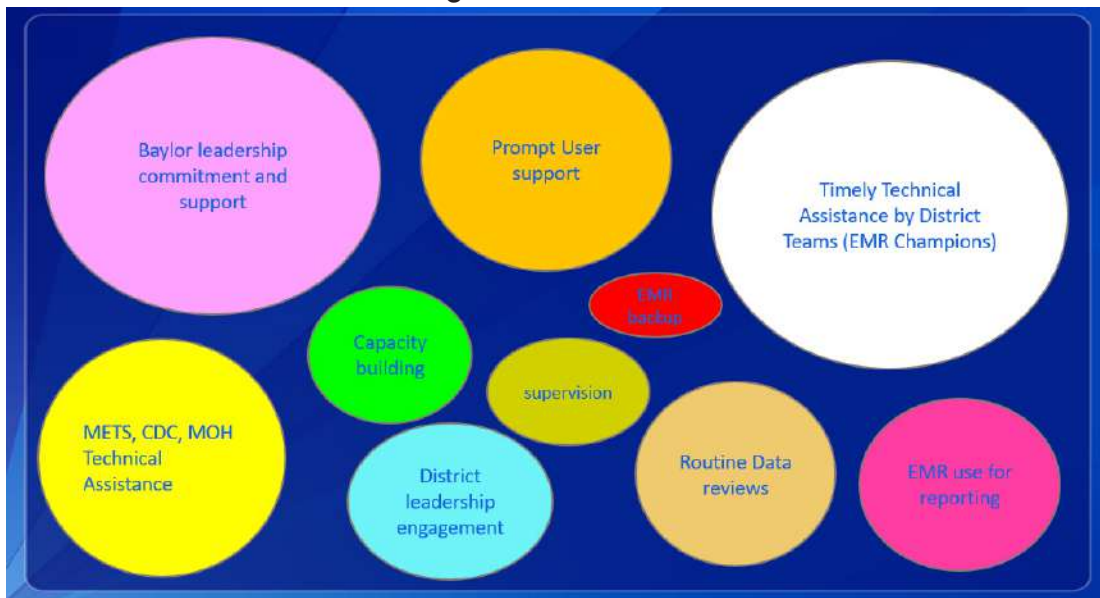 Baylor leadership
commitment and
support
Prompt User
support
Timely Technical
Assistance by District
Teams (EMR Champions)
EMR
backup
Capacity
building
supervision
METS, CDC, MOH
Technical
Assistance
District
leadership
engagement
Routine Data
reviews
EMR use for
reporting